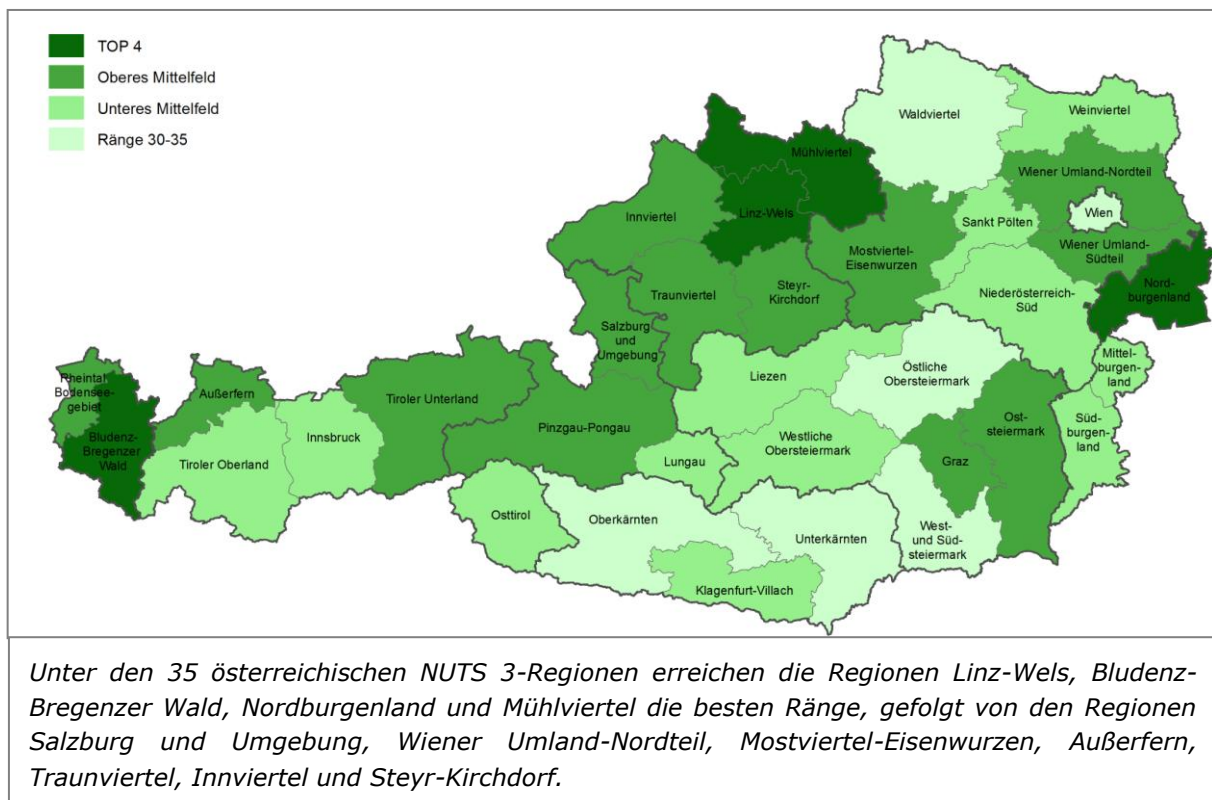 TOP 4
Oberes Mittelfeld
Unteres Mittelfeld
Ränge 30-35
Waldviertel
Weinviertel
Mühlviertel
Wiener Umland-Nordteil
Innviertel
Linz-Wels
Sankt Pölten
Wien
Mostviertel-
Eisenwurzen
Wiener Umland-
Südteil
Traunviertel
Steyr-
Kirchdorf
Niederösterreich-
Süd
Nord-
burgenland
Salzburg
und
Umgebung
Mittel-
burgen-
land
Liezen
Östliche
Obersteiermark
Rheintal
Bodensee-
gebiet
Außerfern
Tiroler Unterland
Pinzgau-Pongau
Ost-
steiermark
Süd-
burgen-
land
Bludenz-
Bregenzer
Wald
Innsbruck
Tiroler Oberland
Westliche
Obersteiermark
Lungau
Graz
Osttirol
Oberkärnten
Unterkärnten
West-
und Süd-
steiermark
Klagenfurt-Villach
Unter den 35 österreichischen NUTS 3-Regionen erreichen die Regionen Linz-Wels, Bludenz-
Bregenzer Wald, Nordburgenland und Mühlviertel die besten Ränge, gefolgt von den Regionen
Salzburg und Umgebung, Wiener Umland-Nordteil, Mostviertel-Eisenwurzen, Außerfern,
Traunviertel, Innviertel und Steyr-Kirchdorf.